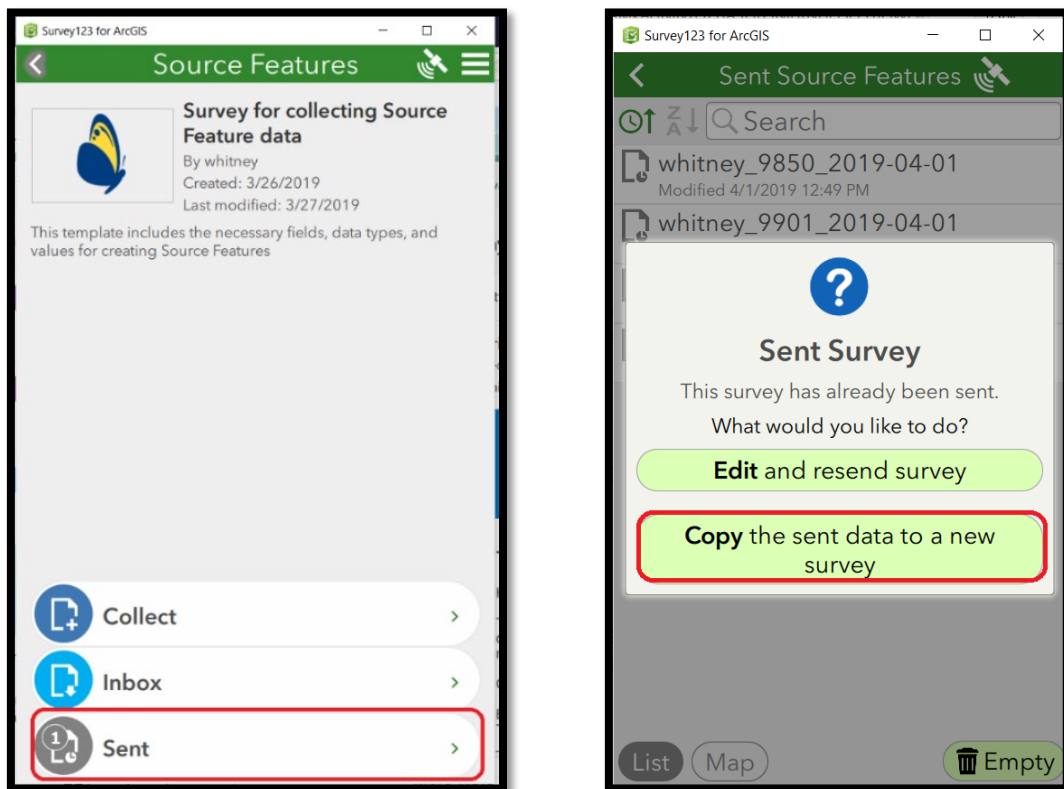 Survey123 for ArcGIS
Source Features
Survey for collecting Source
Feature data
By whitney
Created: 3/26/2019
Last modified: 3/27/2019
This template includes the necessary fields, data types, and
values for creating Source Features
Collect
Inbox
1
Sent
Survey123 for ArcGIS
Sent Source Features
Z
A
Search
whitney_9850_2019-04-01
Modified 4/1/2019 12:49 PM
whitney_9901_2019-04-01
?
Sent Survey
This survey has already been sent.
What would you like to do?
Edit and resend survey
Copy the sent data to a new
survey
List
Map
Empty